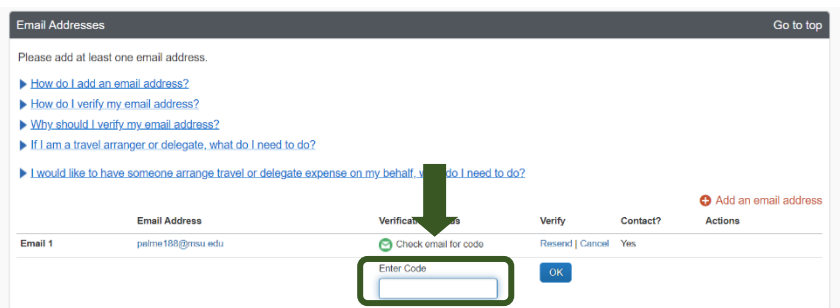 Email Addresses Go to top
Please add at least one email address.
How do I add an email address?
How do I verify my email address?
Why should I verify my email address?
If I am a travel arranger or delegate, what do I need to do?
I would like to have someone arrange travel or delegate expense on my behalf, do I need to do?
Add an email address
Email Address Verify Contact? Actions
Email 1 palme188@msu.edu Check email for code Resend | Cancel Yes
Enter Code OK